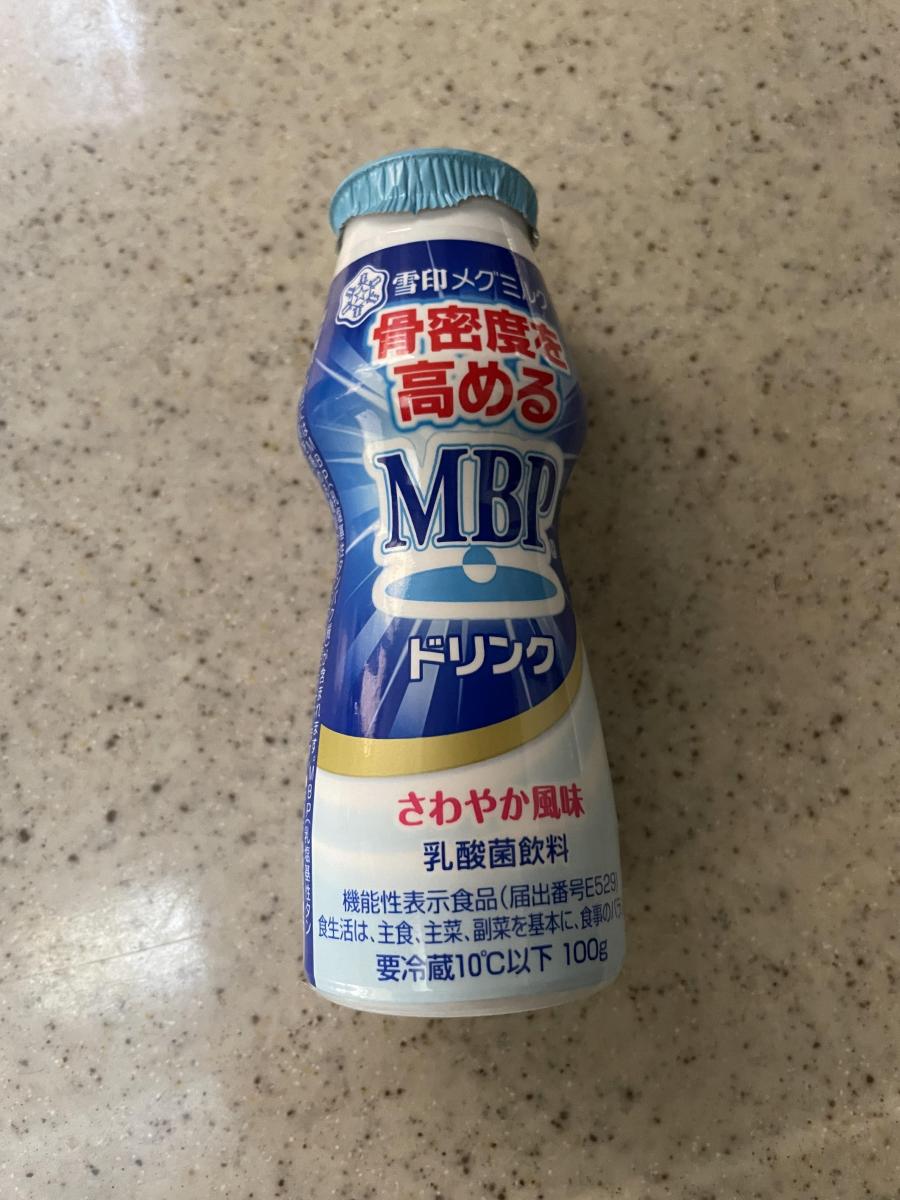 雪印メグミルク
骨密度を
高める
MBP
ドリンク
さわやか風味
乳酸菌飲料
機能性表示食品(届出番号E529)
食生活は、主食、主菜、副菜を基本に、食事のバラ
要冷蔵10℃以下 100g